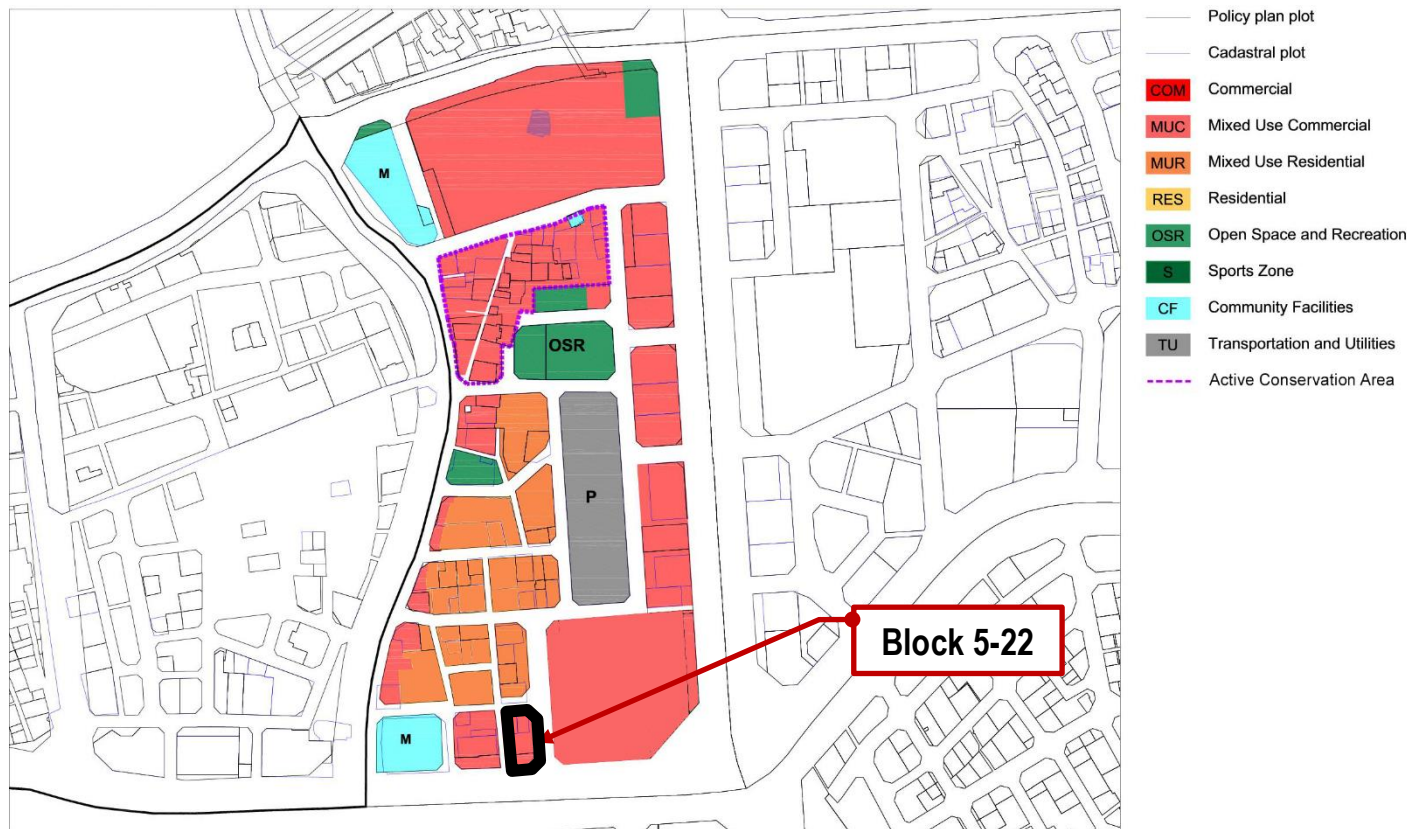 M
OSR
P
M
Block 5-22
Policy plan plot
Cadastral plot
COM Commercial
MUC Mixed Use Commercial
MUR Mixed Use Residential
RES Residential
OSR Open Space and Recreation
S Sports Zone
CF Community Facilities
TU Transportation and Utilities
Active Conservation Area